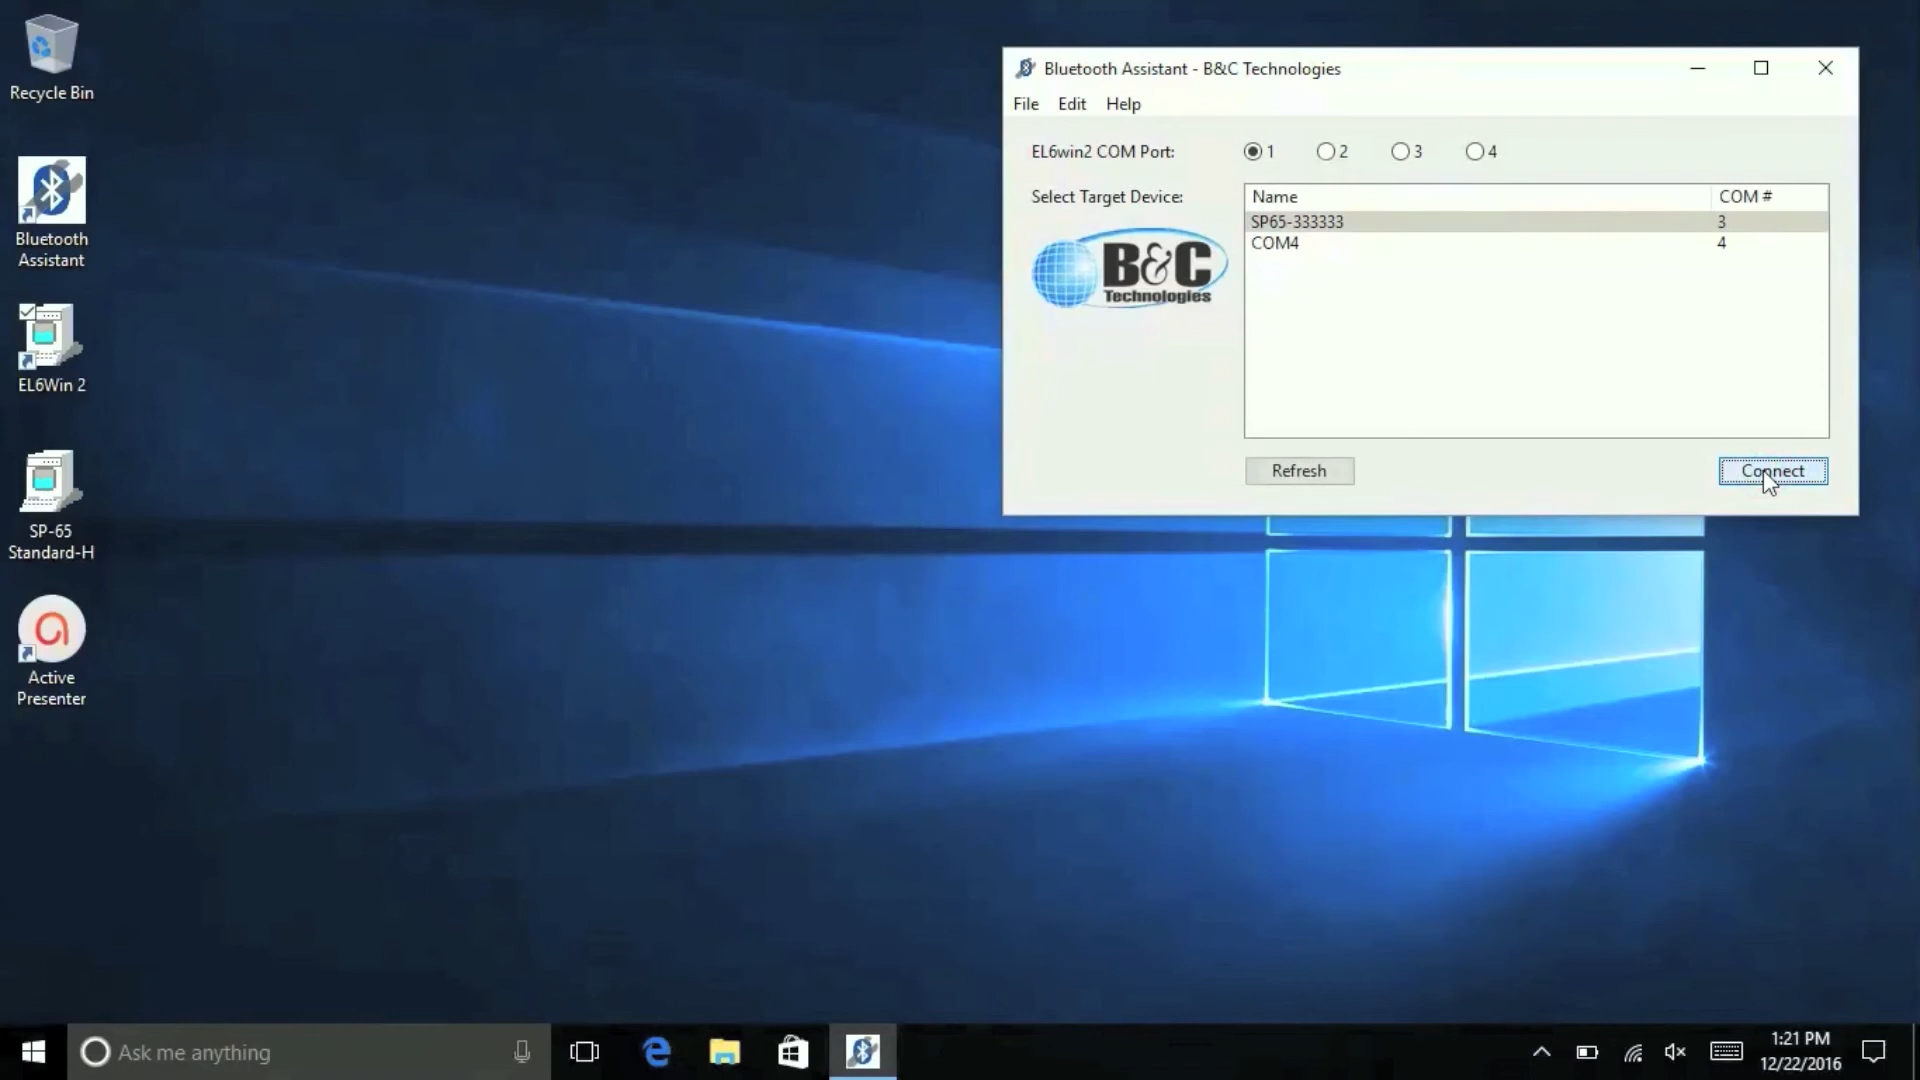 Recycle Bin
Bluetooth
Assistant
EL6Win 2
SP-65
Standard-H
Active
Presenter
Bluetooth Assistant - B&C Technologies
File Edit Help
EL6win2 COM Port: 1 2 3 4
Select Target Device:
B&C
Technologies
Name COM #
SP65-333333 3
COM4 4
Refresh
Connect
Ask me anything
1:21 PM
12/22/2016